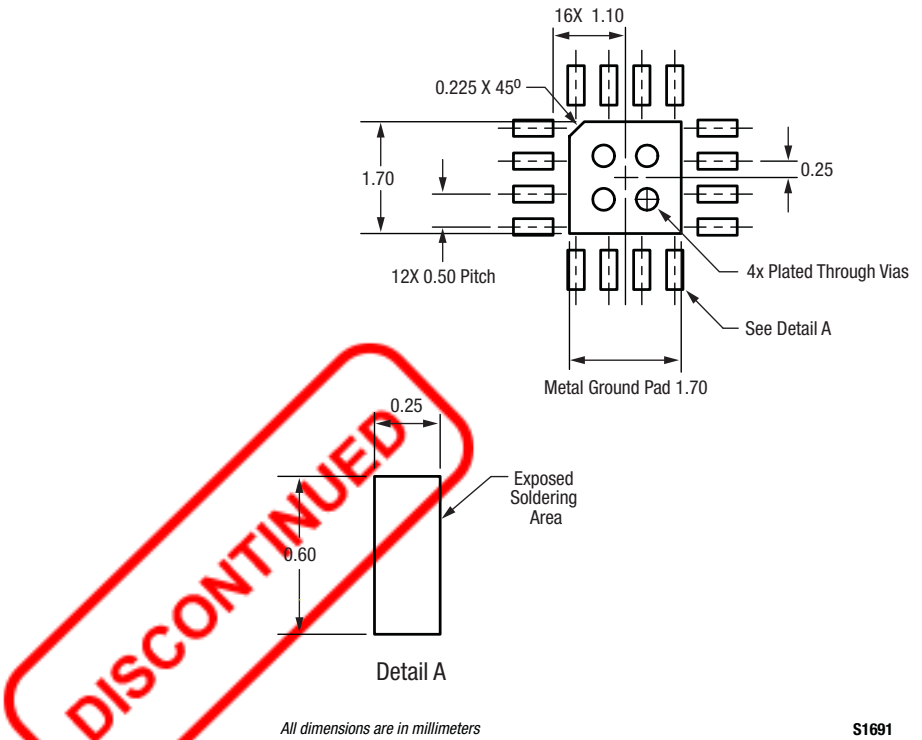 16X 1.10
0.225 X 45⁰
1.70
0.25
12X 0.50 Pitch
4x Plated Through Vias
See Detail A
Metal Ground Pad 1.70
0.25
Exposed
Soldering
Area
0.60
DISCONTINUED
Detail A
All dimensions are in millimeters
S1691